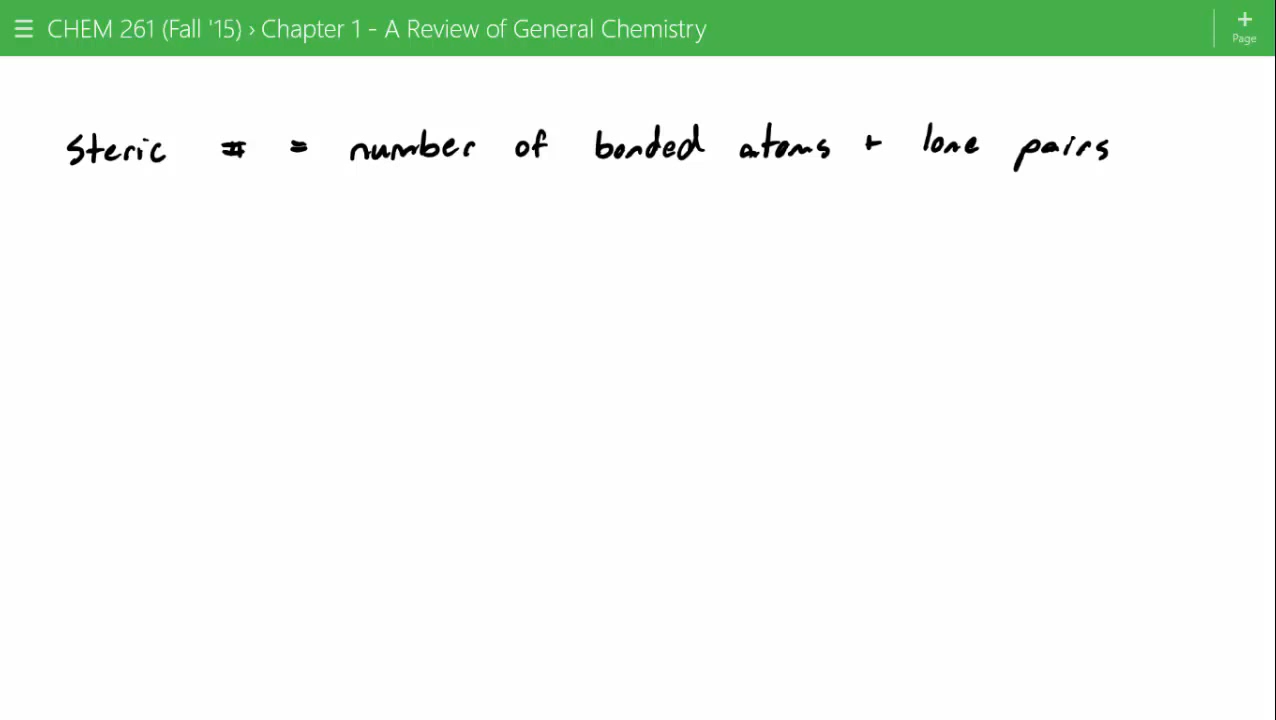 ☰ CHEM 261 (Fall '15) › Chapter 1 - A Review of General Chemistry
+
Page
Steric # = number of bonded atoms + lone pairs